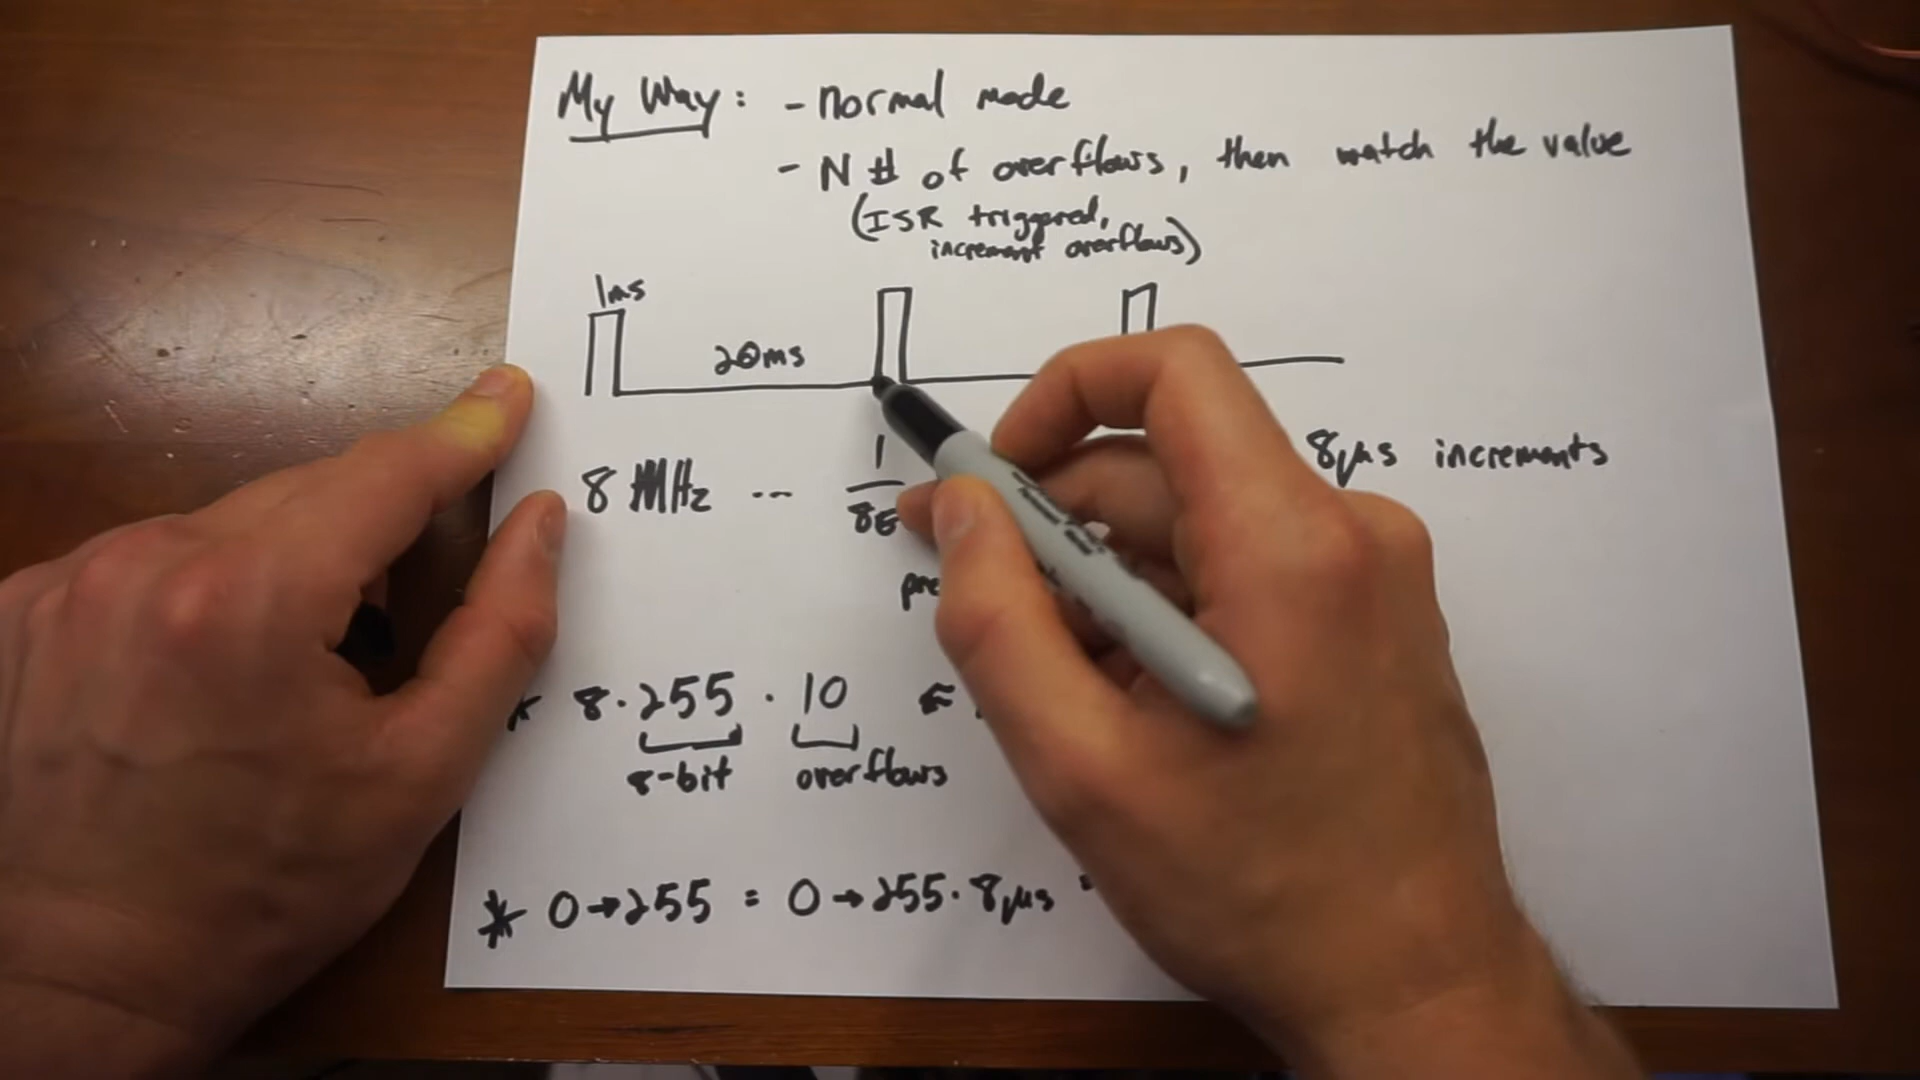 My Way: - normal mode
- N # of overflows, then watch the value
(ISR triggered,
increment overflows)
1ms
20ms
8 MHz ... 1
8E
8µs increments
pre
* 8 · 255 · 10 ←
8-bit overflows
* 0→255 = 0→255 · 8µs =